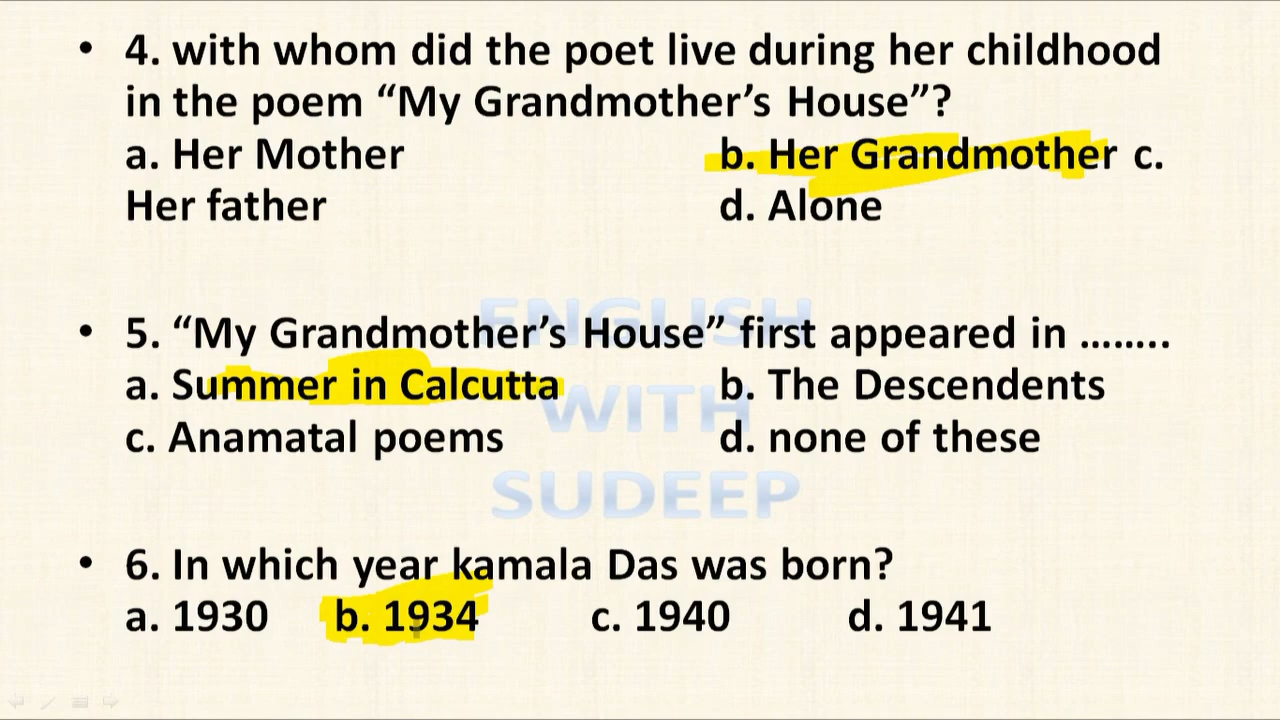 • 4. with whom did the poet live during her childhood
in the poem “My Grandmother’s House”?
a. Her Mother b. Her Grandmother c.
Her father d. Alone
• 5. “My Grandmother’s House” first appeared in ........
a. Summer in Calcutta b. The Descendents
c. Anamatal poems d. none of these
• 6. In which year kamala Das was born?
a. 1930 b. 1934 c. 1940 d. 1941
ENGLISH
WITH
SUDEEP